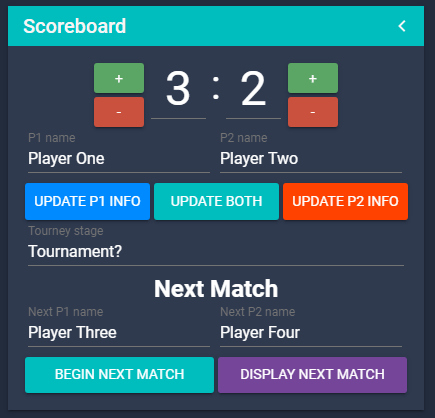 Scoreboard
+ 3 : 2 +
- -
P1 name P2 name
Player One Player Two
UPDATE P1 INFO UPDATE BOTH UPDATE P2 INFO
Tourney stage
Tournament?
Next Match
Next P1 name Next P2 name
Player Three Player Four
BEGIN NEXT MATCH DISPLAY NEXT MATCH